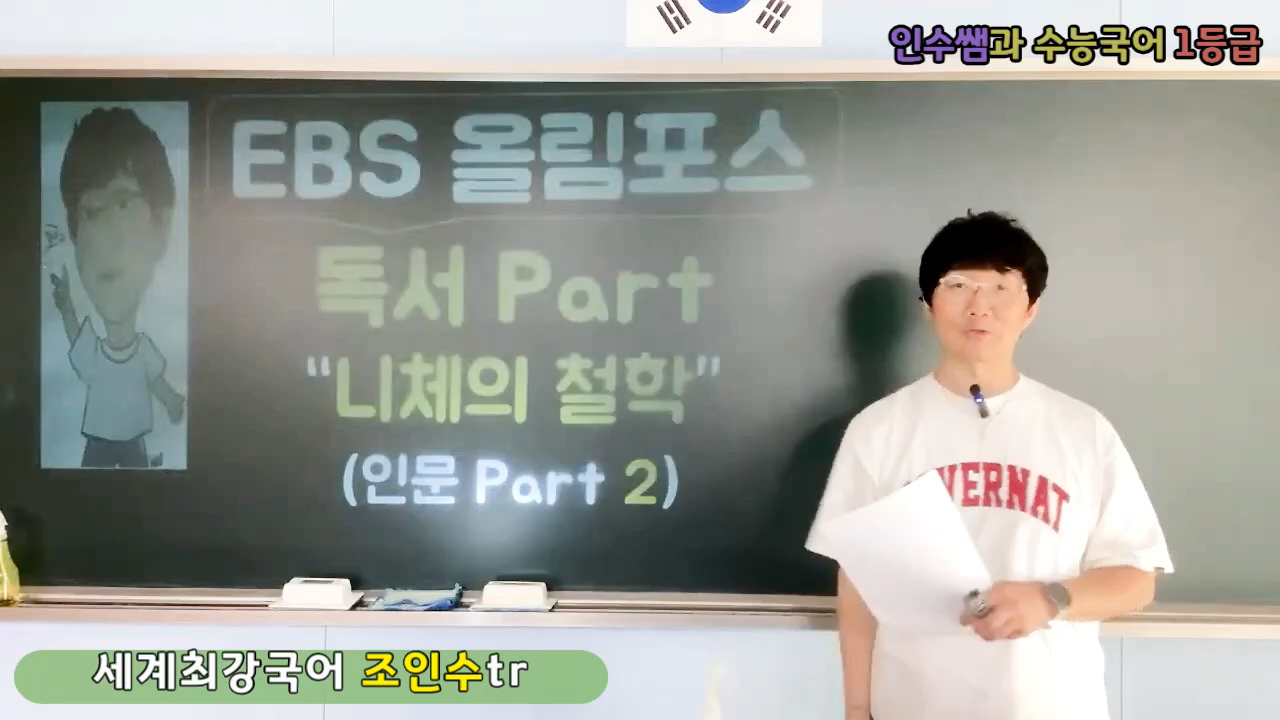 인수쌤과 수능국어 1등급
EBS 올림포스
독서 Part
“니체의 철학”
(인문 Part 2)
VERNAT
세계최강국어 조인수tr